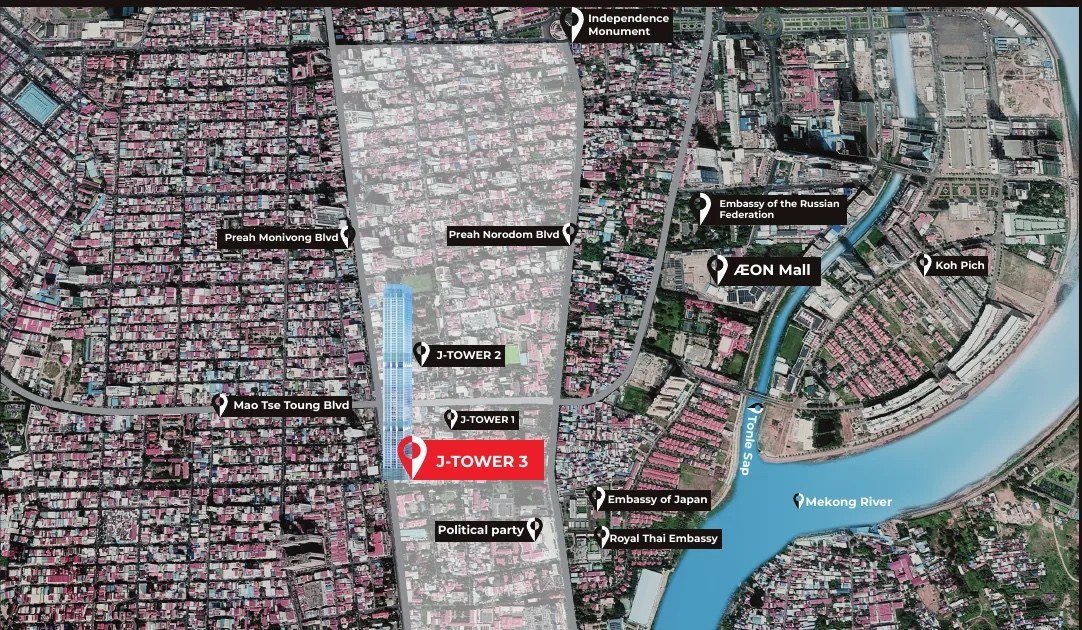 Independence
Monument
Embassy of the Russian
Federation
Preah Monivong Blvd
Preah Norodom Blvd
ÆON Mall
Koh Pich
J-TOWER 2
Mao Tse Toung Blvd
J-TOWER 1
Tonle Sap
J-TOWER 3
Embassy of Japan
Mekong River
Political party
Royal Thai Embassy